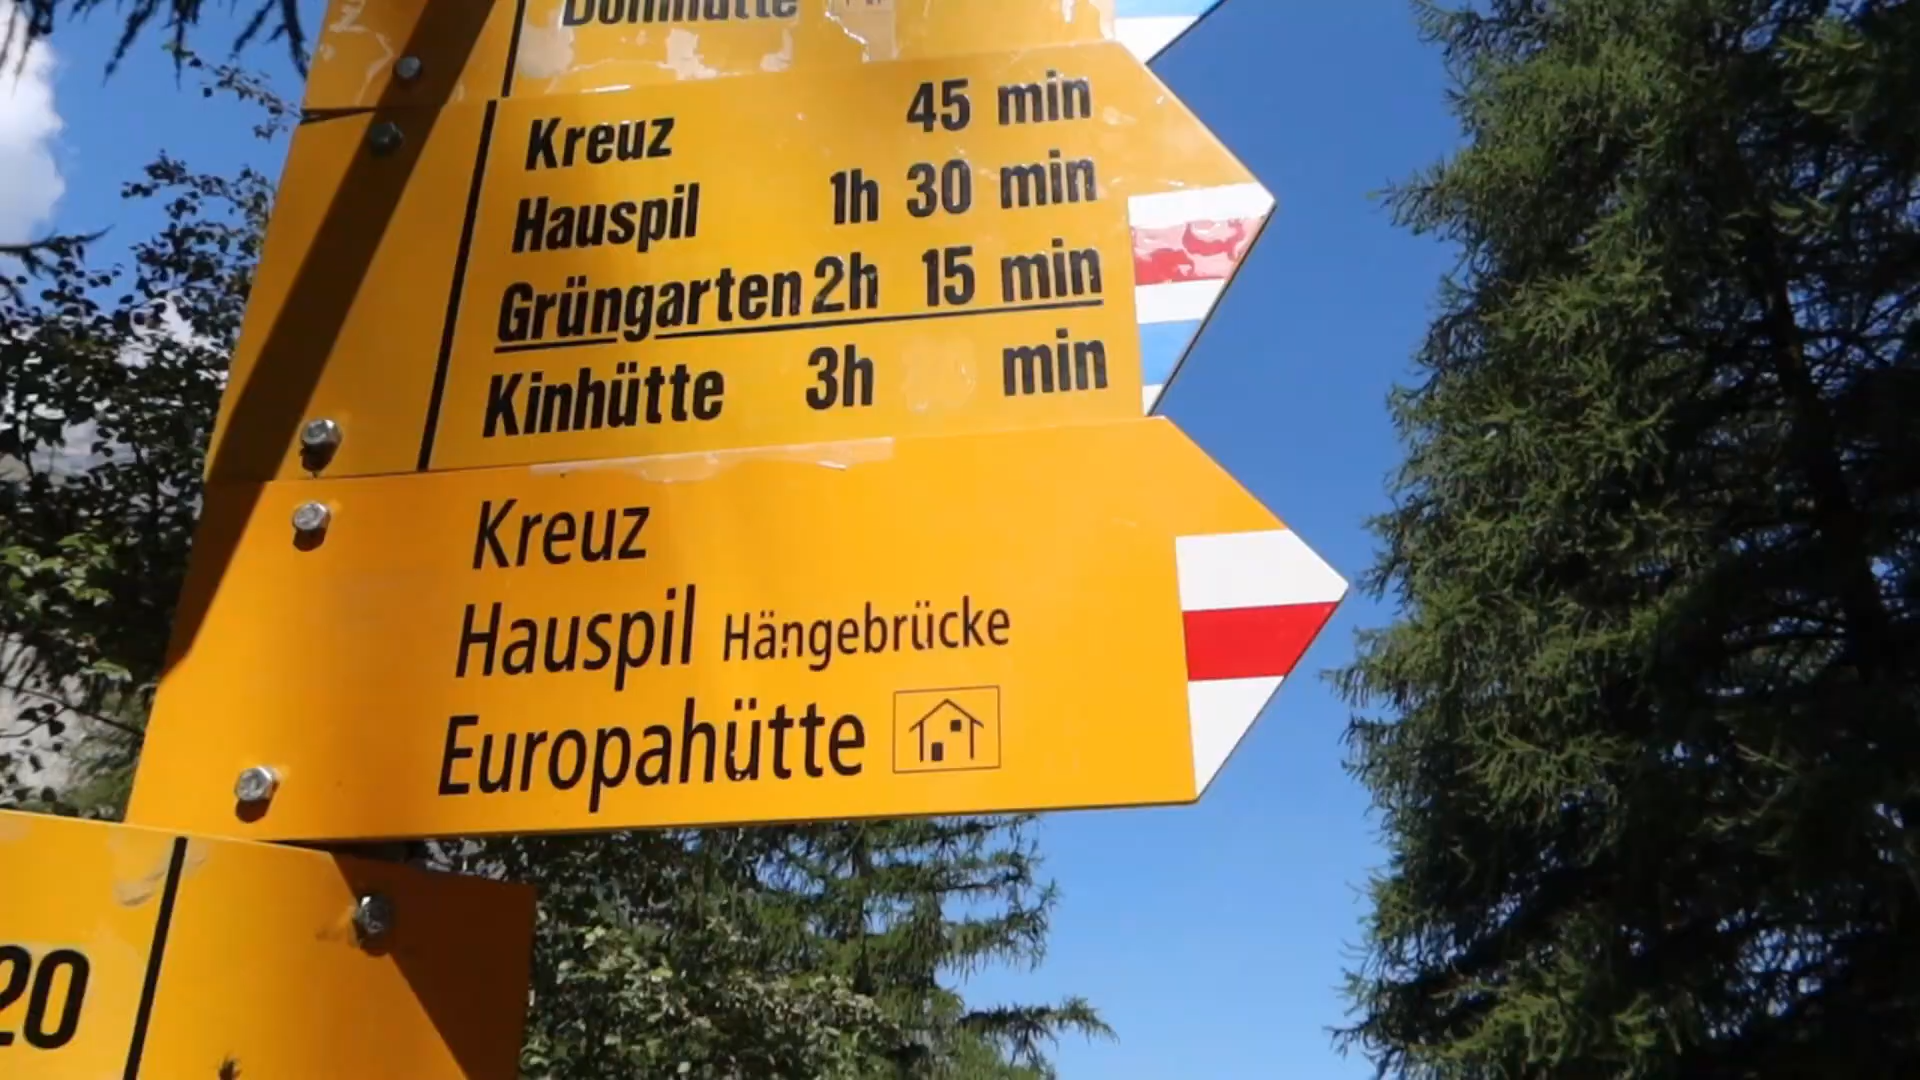 Domhütte
Kreuz 45 min
Hauspil 1h 30 min
Grüngarten 2h 15 min
Kinhütte 3h min
Kreuz
Hauspil Hängebrücke
Europahütte
20